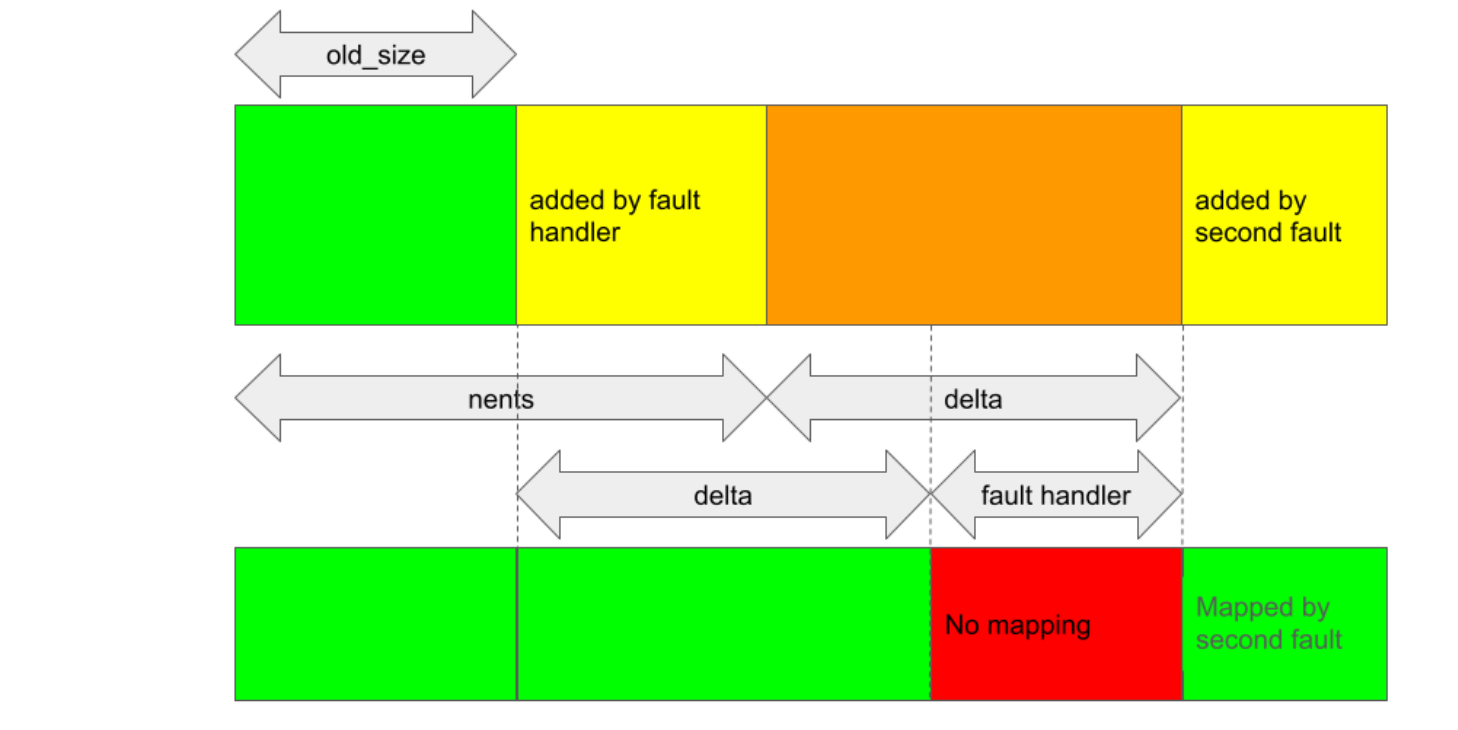 old_size
added by fault
handler
added by
second fault
nents
delta
delta
fault handler
No mapping
Mapped by
second fault